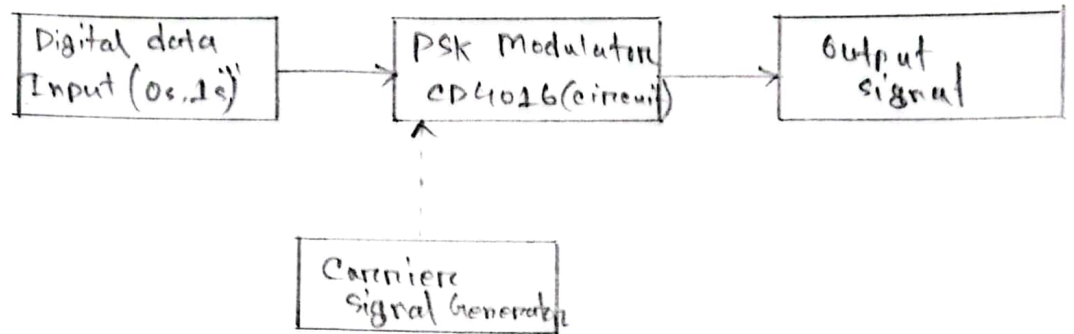 Digital data
Input (0s, 1s)
PSK Modulator
CD4016 (circuit)
Output
signal
Carrier
Signal Generator